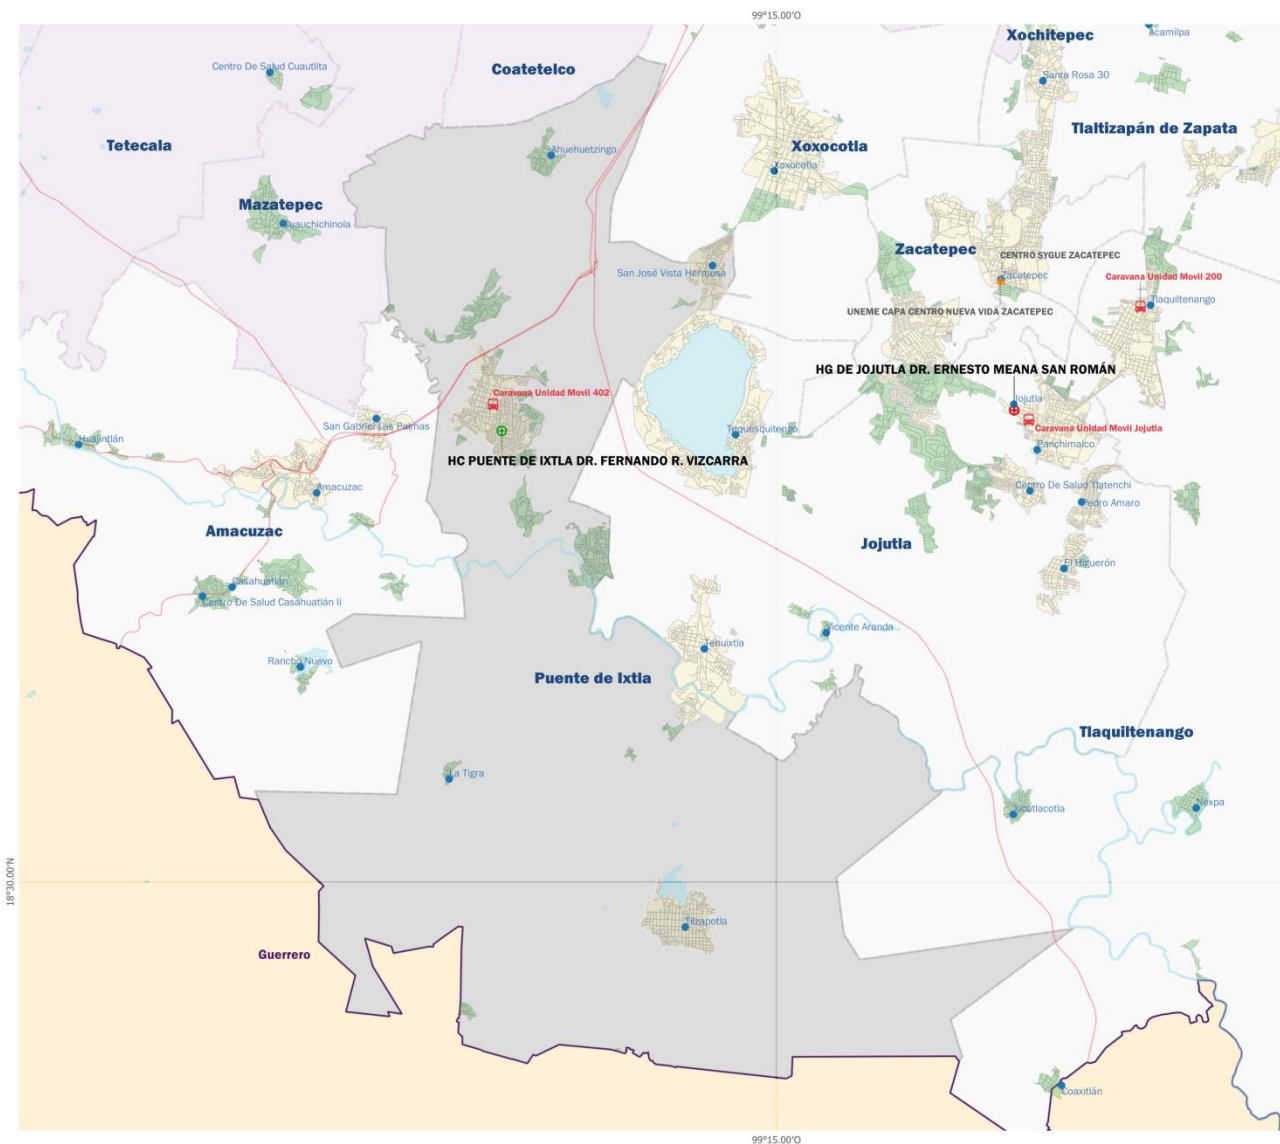 99°15.00'O
Acamilpa
Xochitepec
Centro De Salud Cuautlita
Coatetelco
Santa Rosa 30
Tlaltizapán de Zapata
Tetecala
Xoxocotla
Ahuehuetzingo
Xoxocotla
Mazatepec
Cuauchichinola
Zacatepec
CENTRO SYGUE ZACATEPEC
San José Vista Hermosa
Zacatepec
Caravana Unidad Movil 200
Tlaquiltenango
UNEME CAPA CENTRO NUEVA VIDA ZACATEPEC
HG DE JOJUTLA DR. ERNESTO MEANA SAN ROMÁN
Caravana Unidad Movil 402
Jojutla
San Gabriel Las Palmas
Caravana Unidad Movil Jojutla
Tequesquitengo
Huajintlán
Panchimalco
HC PUENTE DE IXTLA DR. FERNANDO R. VIZCARRA
Amacuzac
Centro De Salud Tlatenchi
Pedro Amaro
Amacuzac
Jojutla
El Higuerón
Casahuatlán
Centro De Salud Casahuatlán Ii
Vicente Aranda
Tehuixtla
Rancho Nuevo
Puente de Ixtla
Tlaquiltenango
La Tigra
Xicatlacotla
Nexpa
18°30.00'N
Tilzapotla
Guerrero
Coaxitlán
99°15.00'O